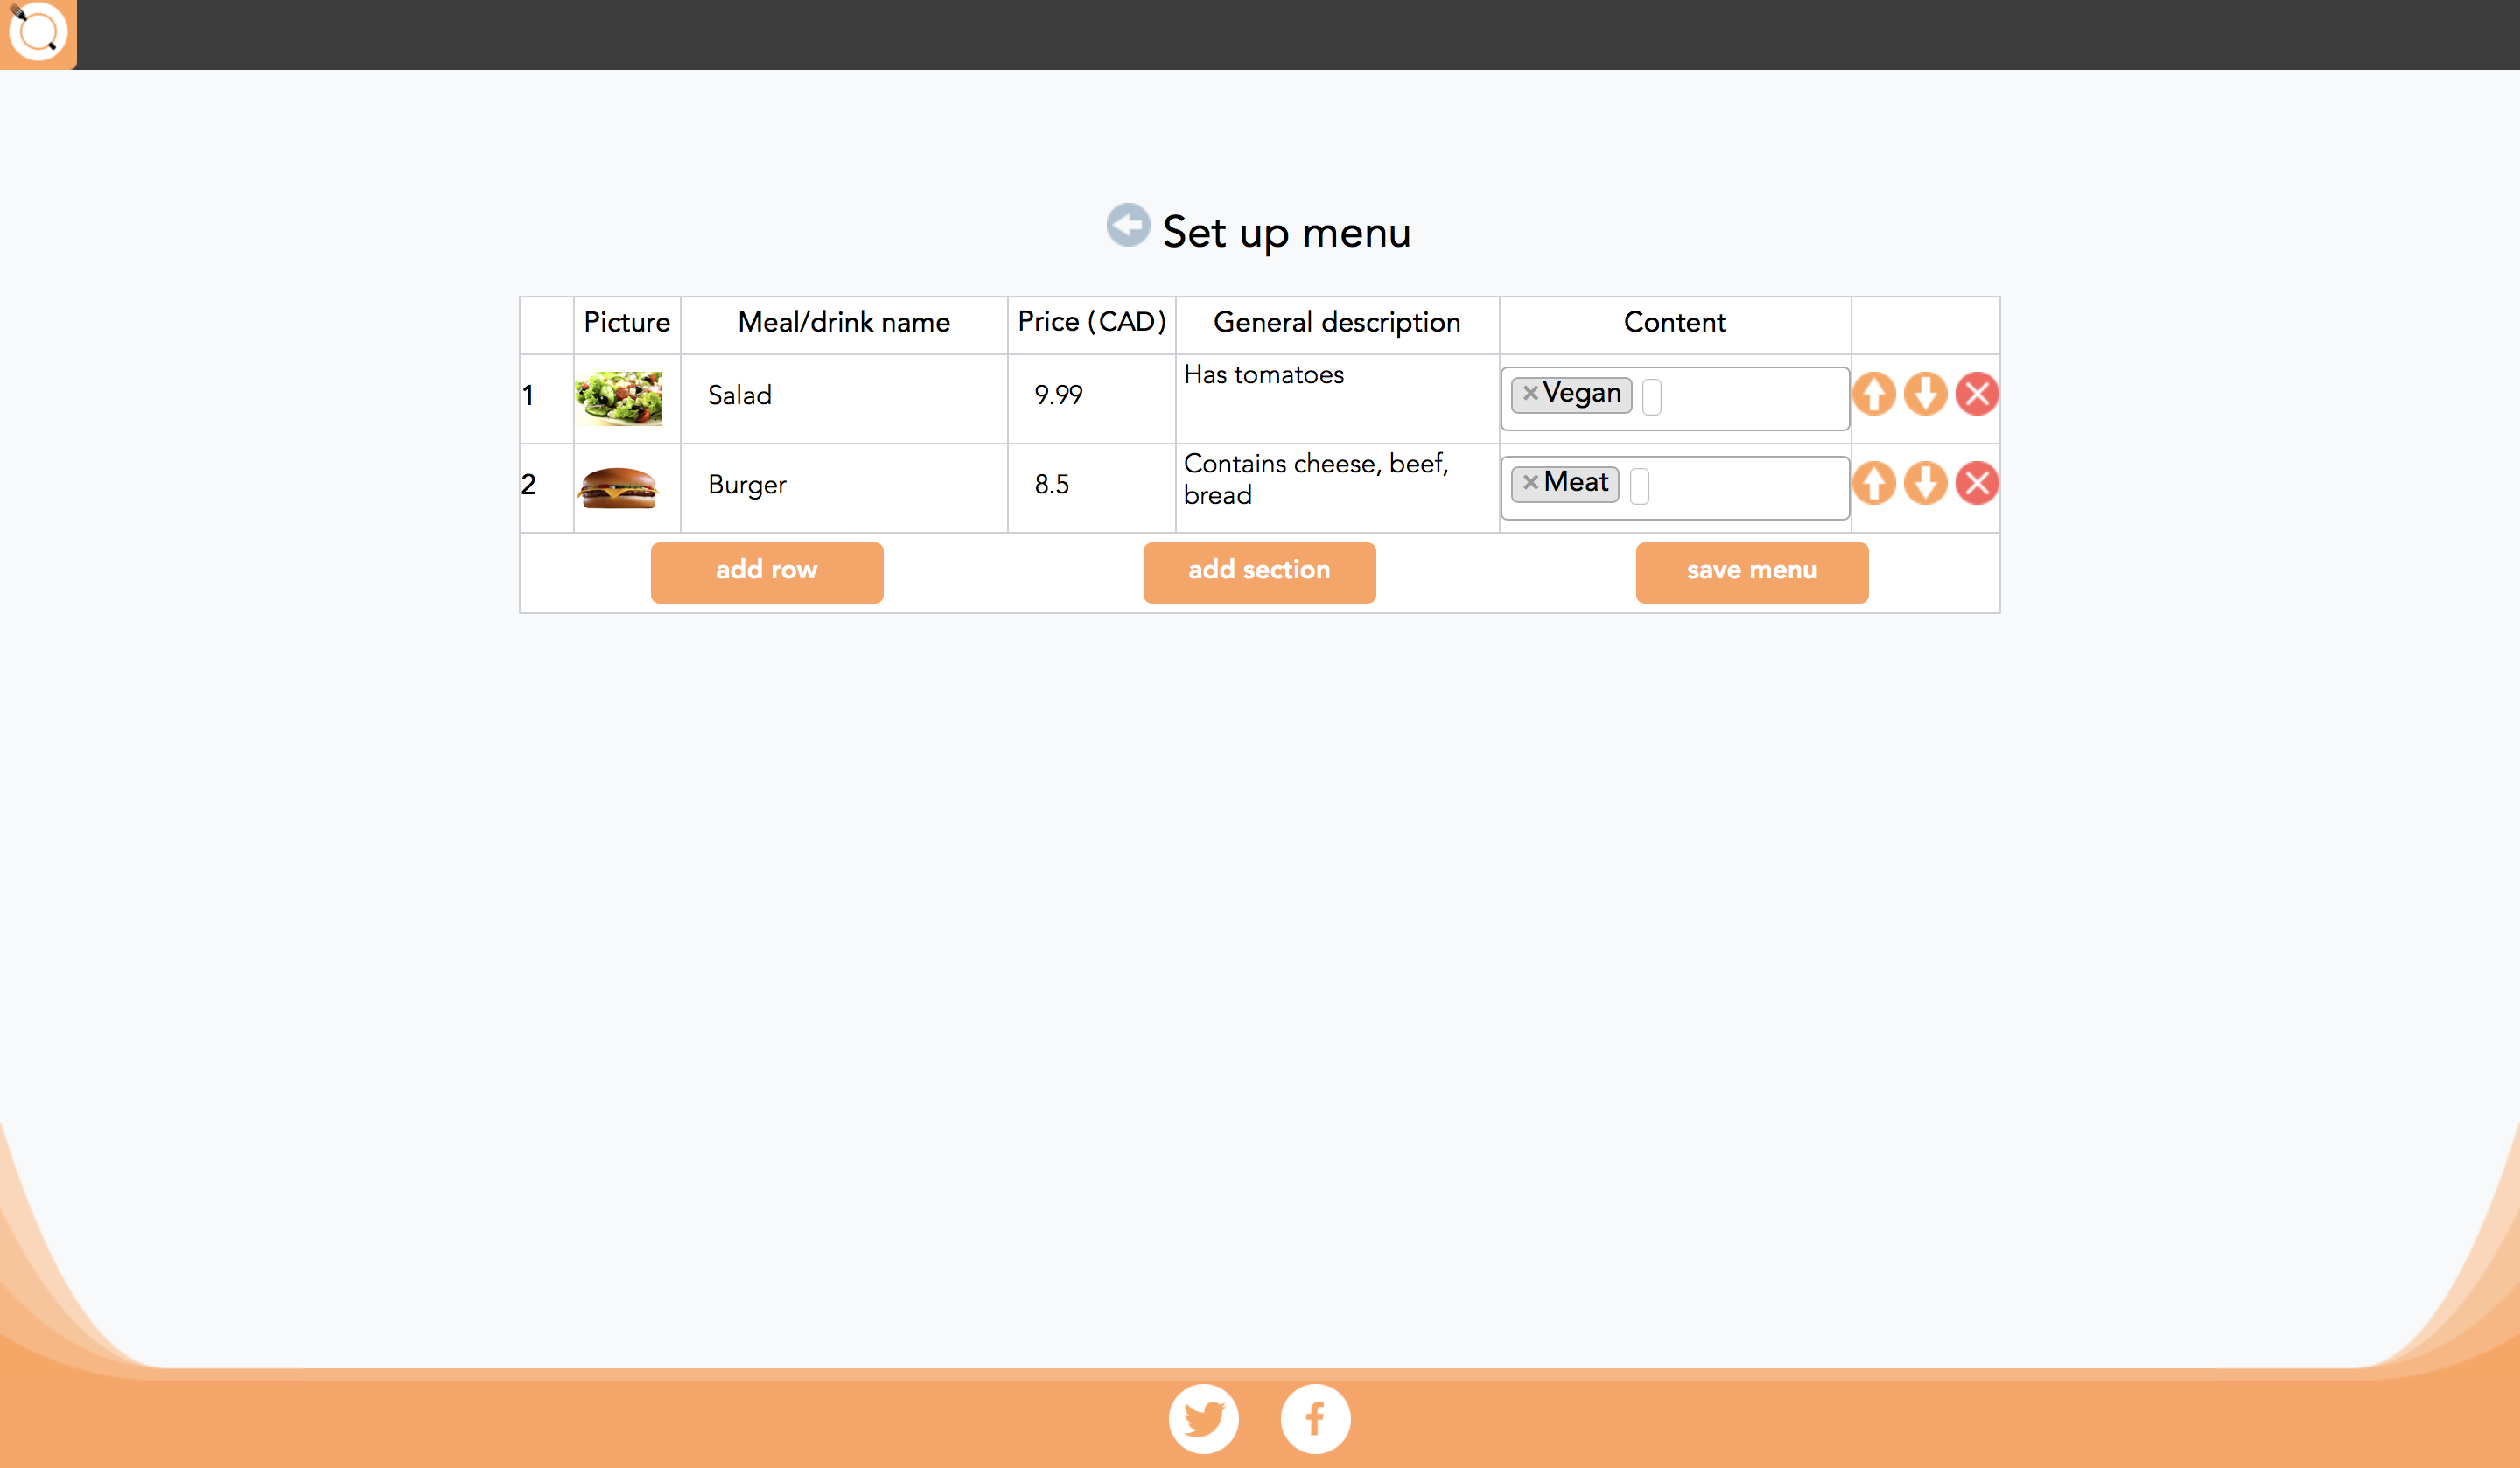 Set up menu
Picture Meal/drink name Price (CAD) General description Content
1 Salad 9.99 Has tomatoes ×Vegan
2 Burger 8.5 Contains cheese, beef, ×Meat
bread
add row add section save menu